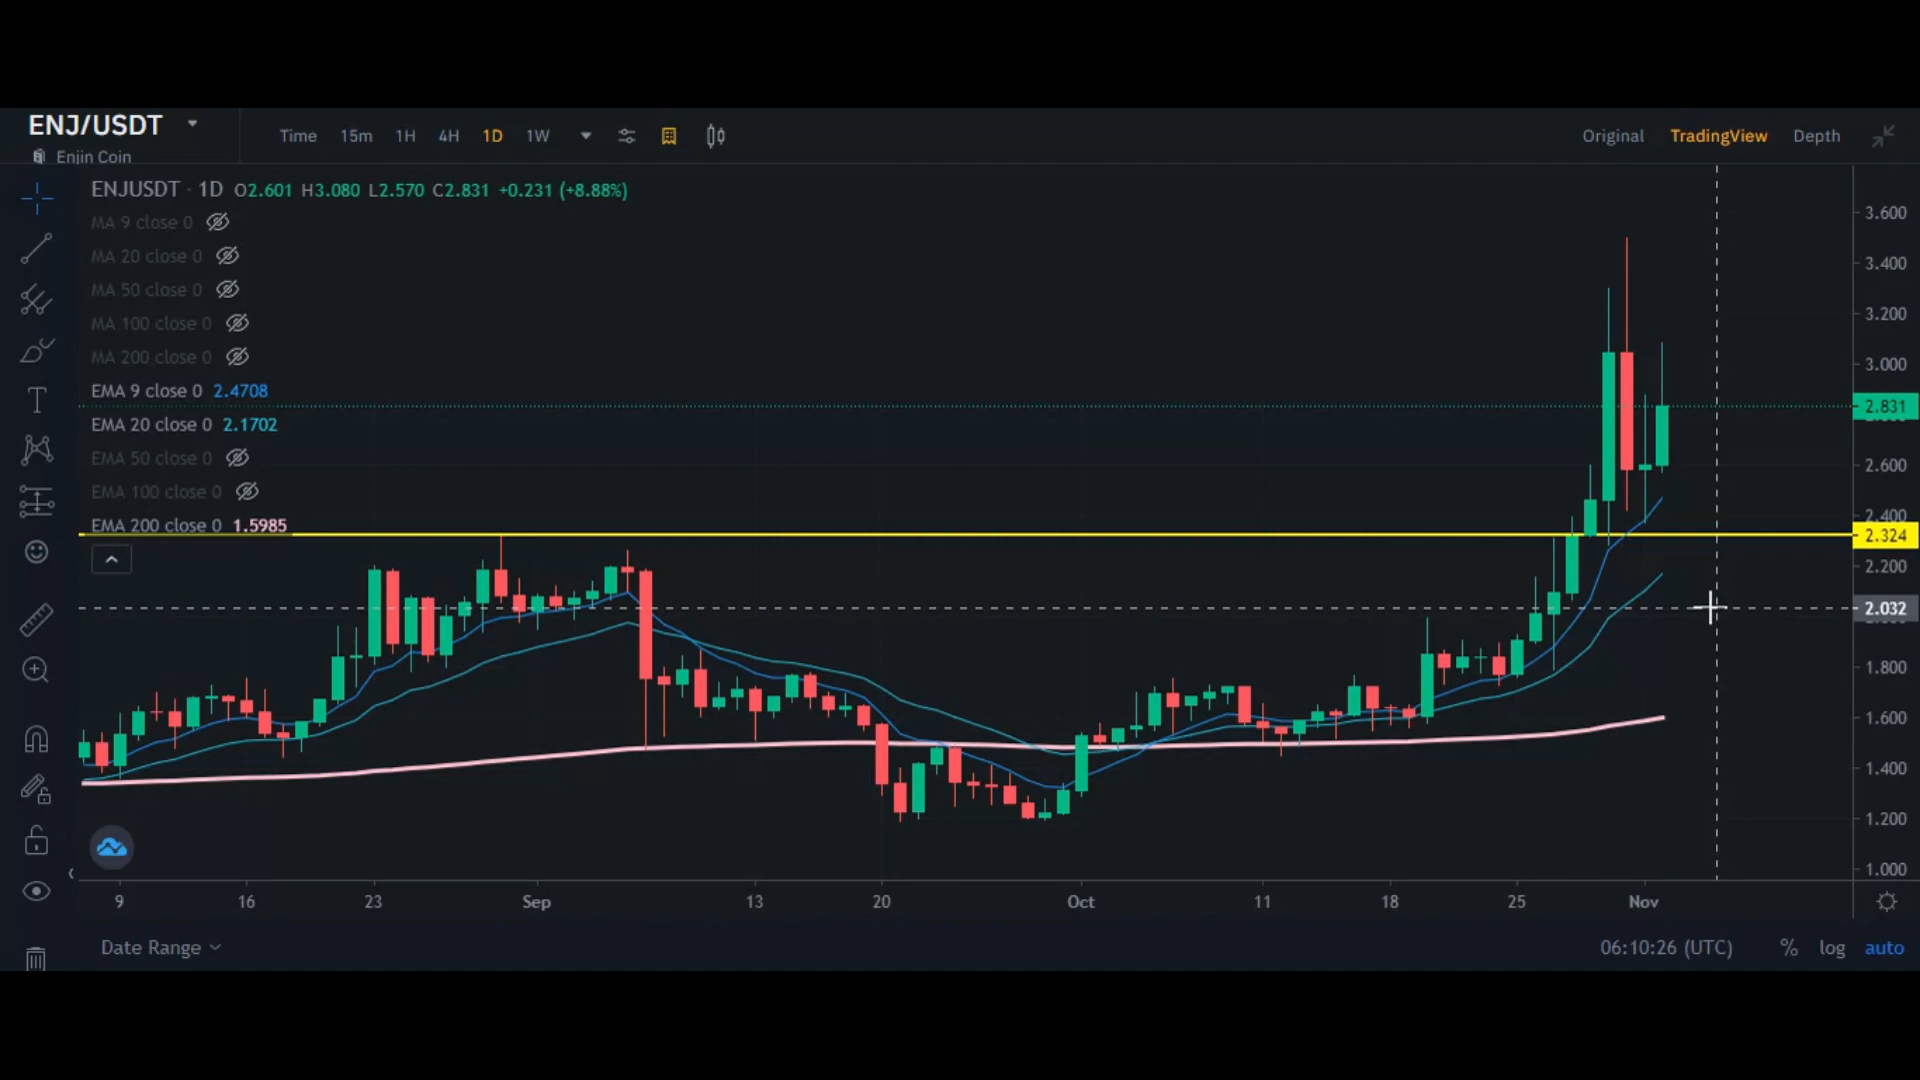 ENJ/USDT
Enjin Coin
Time 15m 1H 4H 1D 1W
Original TradingView Depth
ENJUSDT · 1D O2.601 H3.080 L2.570 C2.831 +0.231 (+8.88%)
MA 9 close 0
MA 20 close 0
MA 50 close 0
MA 100 close 0
MA 200 close 0
EMA 9 close 0 2.4708
EMA 20 close 0 2.1702
EMA 50 close 0
EMA 100 close 0
EMA 200 close 0 1.5985
3.600
3.400
3.200
3.000
2.831
2.600
2.400
2.324
2.200
2.032
1.800
1.600
1.400
1.200
1.000
9 16 23 Sep 13 20 Oct 11 18 25 Nov
Date Range
06:10:26 (UTC) % log auto